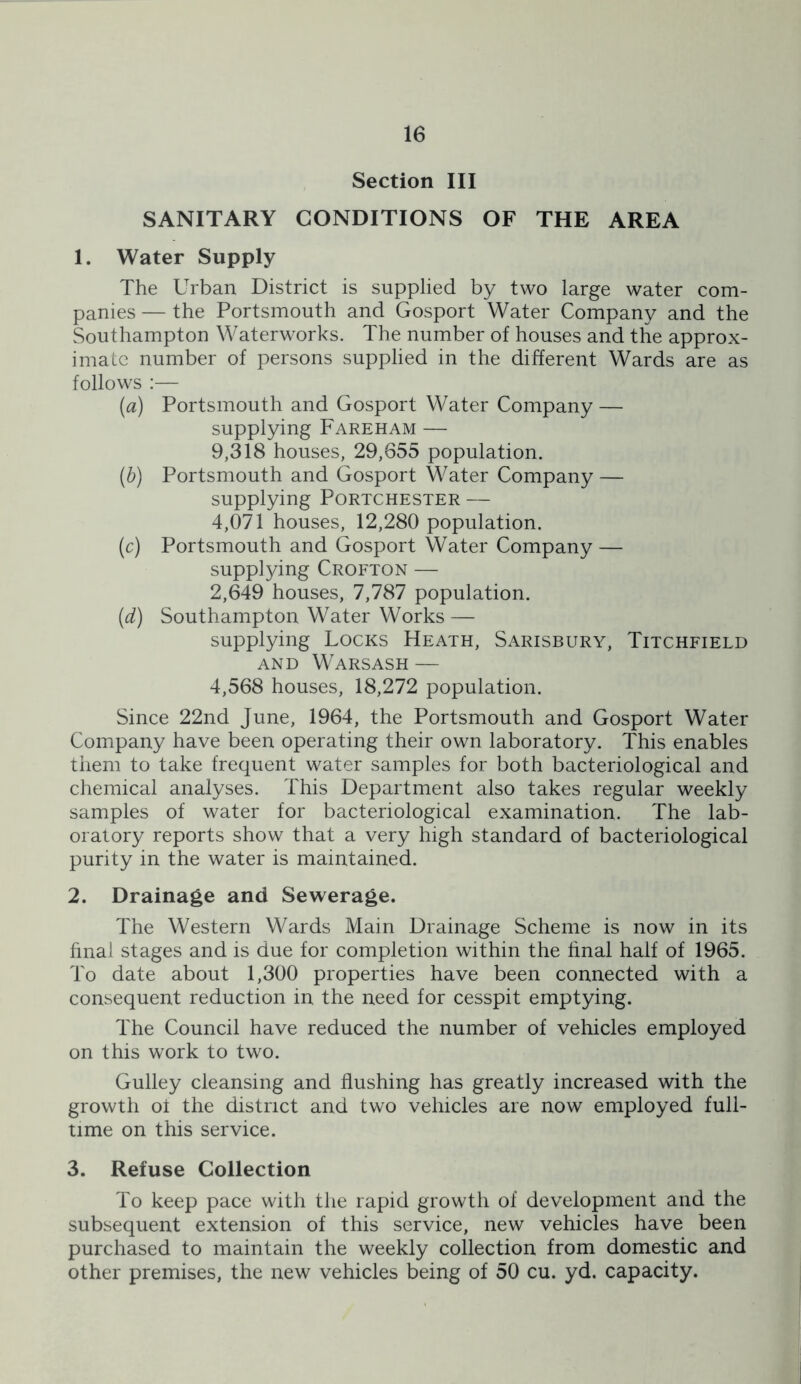 16
Section III
SANITARY CONDITIONS OF THE AREA
1. Water Supply
The Urban District is supplied by two large water com-
panies — the Portsmouth and Gosport Water Company and the
Southampton Waterworks. The number of houses and the approx-
imate number of persons supplied in the different Wards are as
follows :—
(a) Portsmouth and Gosport Water Company —
supplying FAREHAM —
9,318 houses, 29,655 population.
(b) Portsmouth and Gosport Water Company —
supplying PORTCHESTER —
4,071 houses, 12,280 population.
(c) Portsmouth and Gosport Water Company —
supplying CROFTON —
2,649 houses, 7,787 population.
(d) Southampton Water Works —
supplying LOCKS HEATH, SARISBURY, TITCHFIELD
AND WARSASH —
4,568 houses, 18,272 population.
Since 22nd June, 1964, the Portsmouth and Gosport Water
Company have been operating their own laboratory. This enables
them to take frequent water samples for both bacteriological and
chemical analyses. This Department also takes regular weekly
samples of water for bacteriological examination. The lab-
oratory reports show that a very high standard of bacteriological
purity in the water is maintained.
2. Drainage and Sewerage.
The Western Wards Main Drainage Scheme is now in its
final stages and is due for completion within the final half of 1965.
To date about 1,300 properties have been connected with a
consequent reduction in the need for cesspit emptying.
The Council have reduced the number of vehicles employed
on this work to two.
Gulley cleansing and flushing has greatly increased with the
growth of the district and two vehicles are now employed full-
time on this service.
3. Refuse Collection
To keep pace with the rapid growth of development and the
subsequent extension of this service, new vehicles have been
purchased to maintain the weekly collection from domestic and
other premises, the new vehicles being of 50 cu. yd. capacity.